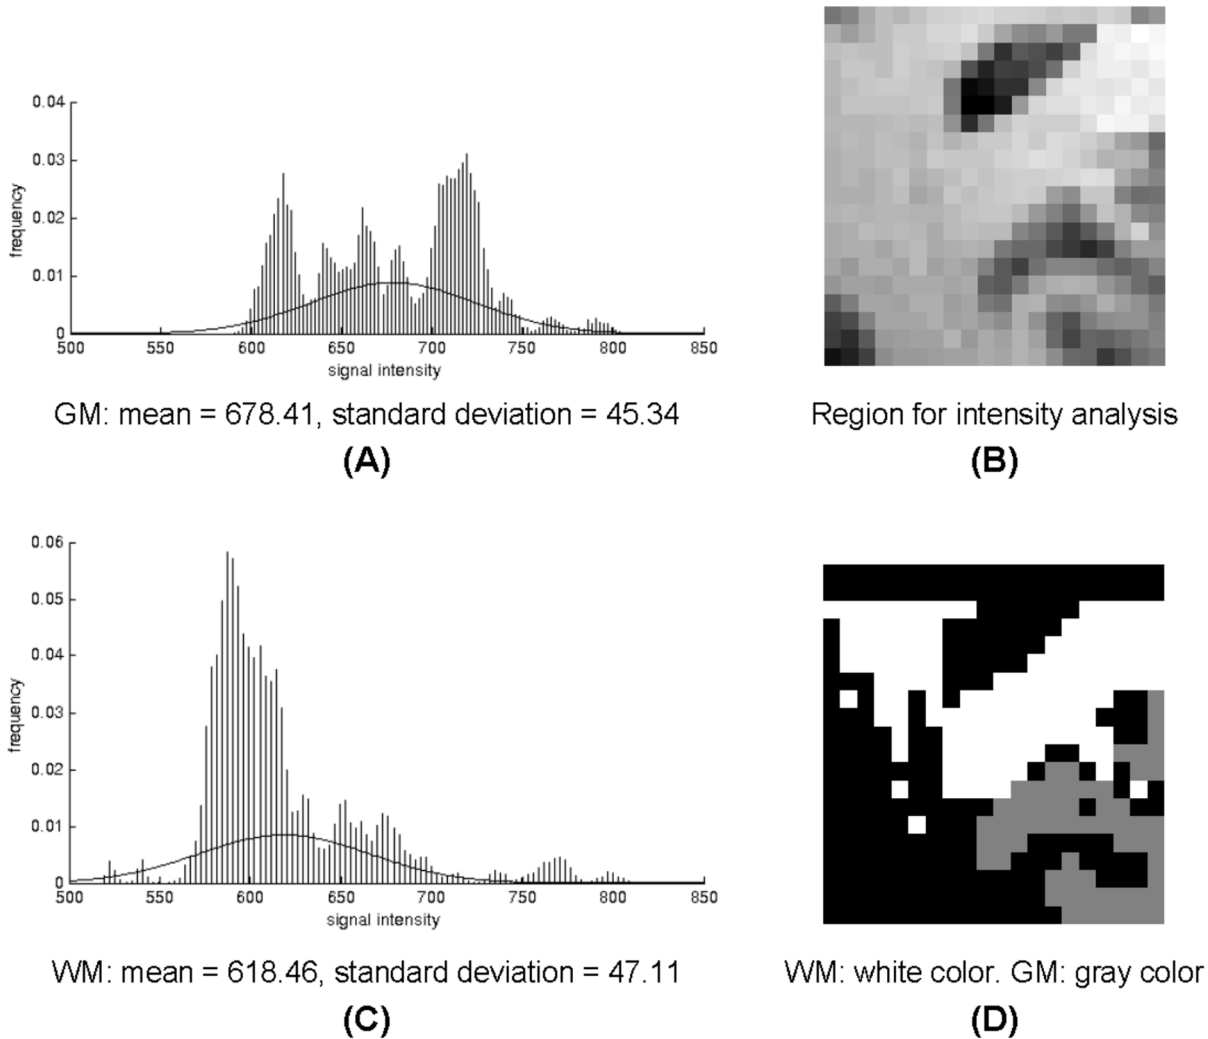 0.04
0.03
0.02
0.01
0
frequency
500 550 600 650 700 750 800 850
signal intensity
GM: mean = 678.41, standard deviation = 45.34
(A)
Region for intensity analysis
(B)
0.06
0.05
0.04
0.03
0.02
0.01
0
frequency
500 550 600 650 700 750 800 850
signal intensity
WM: mean = 618.46, standard deviation = 47.11
(C)
WM: white color. GM: gray color
(D)